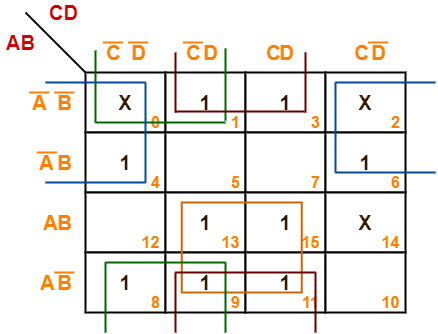 CD
AB
C̅ D̅ C̅D CD CD̅
A̅ B̅ X 0 1 1 1 3 X 2
A̅B 1 4 5 7 1 6
AB 12 1 13 1 15 X 14
AB̅ 1 8 1 9 1 11 10